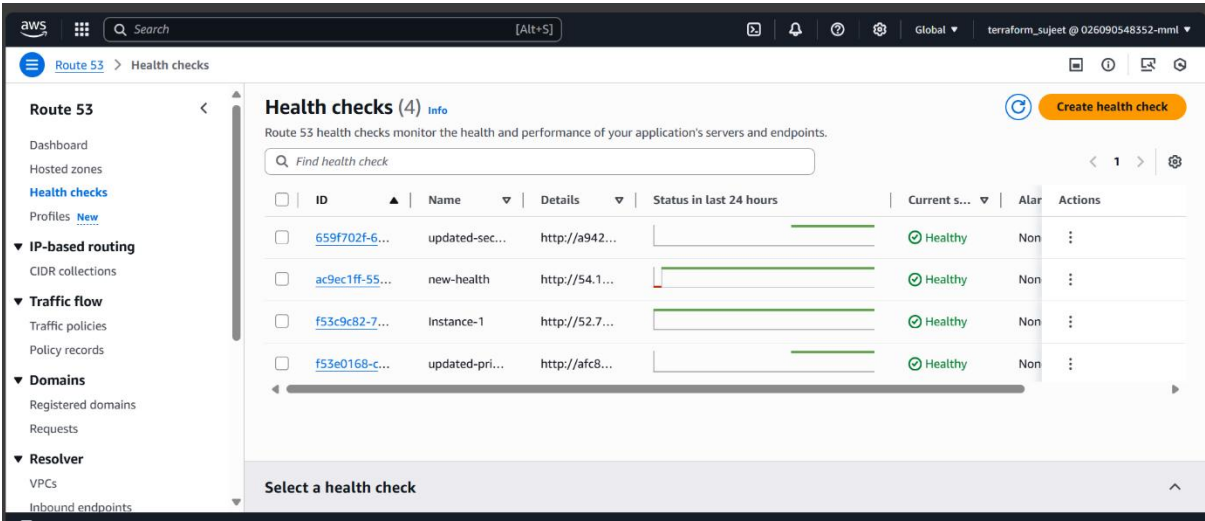 aws Search [Alt+S] Global terraform_sujeet @ 026090548352-mml
Route 53 > Health checks
Route 53
Dashboard
Hosted zones
Health checks
Profiles New
IP-based routing
CIDR collections
Traffic flow
Traffic policies
Policy records
Domains
Registered domains
Requests
Resolver
VPCs
Inbound endpoints
Health checks (4) Info
Create health check
Route 53 health checks monitor the health and performance of your application's servers and endpoints.
Find health check
1
ID Name Details Status in last 24 hours Current s... Alar Actions
659f702f-6... updated-sec... http://a942... Healthy Non
ac9ec1ff-55... new-health http://54.1... Healthy Non
f53c9c82-7... Instance-1 http://52.7... Healthy Non
f53e0168-c... updated-pri... http://afc8... Healthy Non
Select a health check